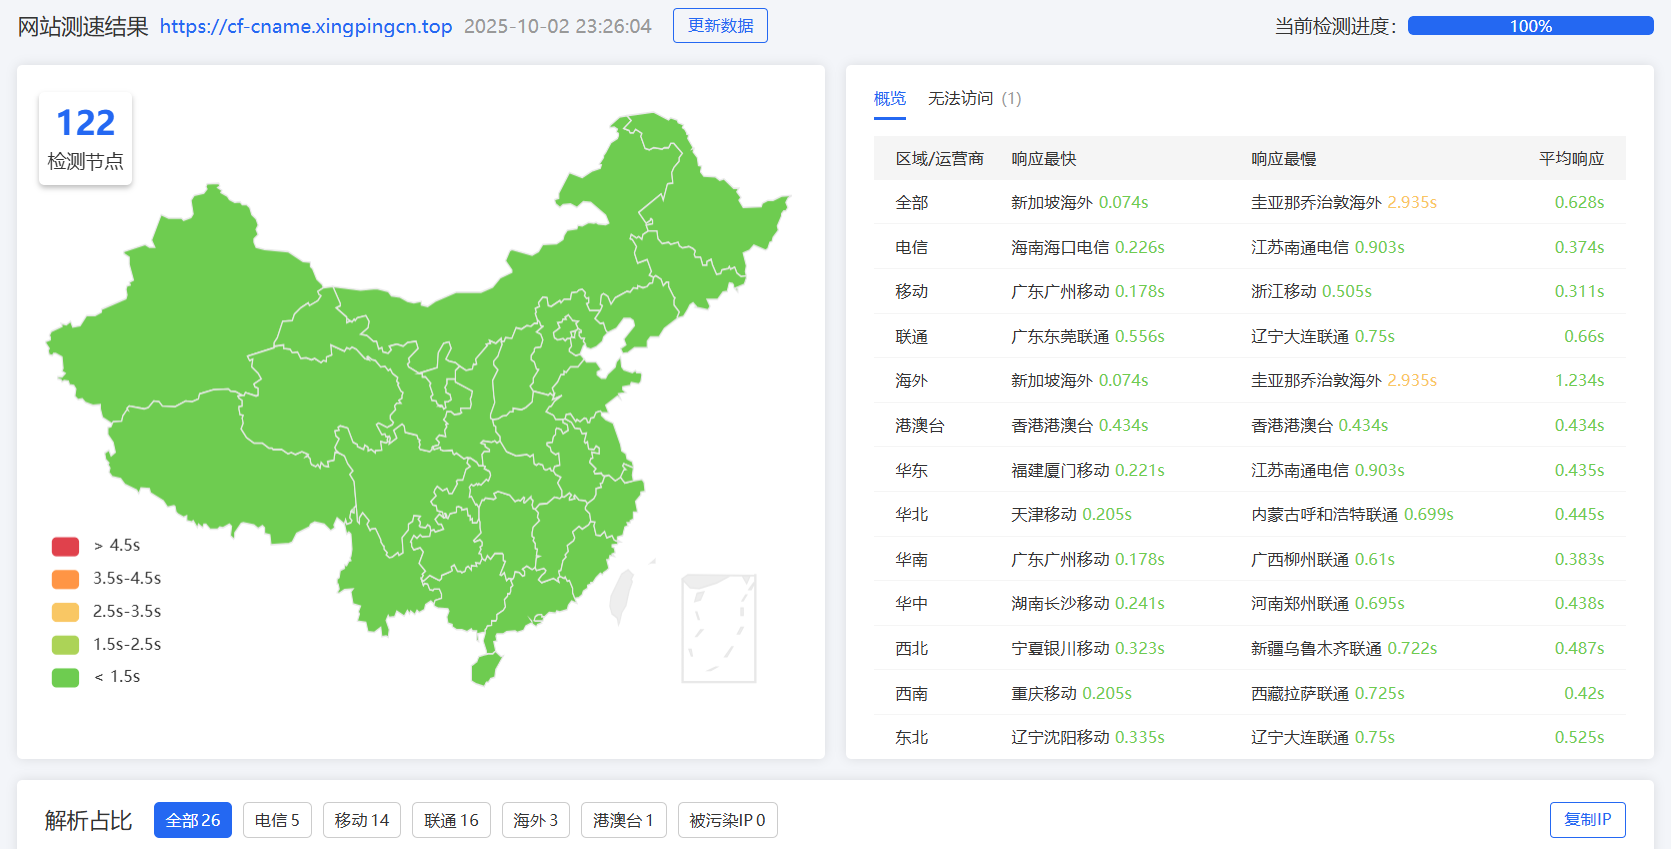 网站测速结果 https://cf-cname.xingpingcn.top 2025-10-02 23:26:04 更新数据 当前检测进度： 100%
122
检测节点
> 4.5s
3.5s-4.5s
2.5s-3.5s
1.5s-2.5s
< 1.5s
概览 无法访问 (1)
区域/运营商 响应最快 响应最慢 平均响应
全部 新加坡海外 0.074s 圭亚那乔治敦海外 2.935s 0.628s
电信 海南海口电信 0.226s 江苏南通电信 0.903s 0.374s
移动 广东广州移动 0.178s 浙江移动 0.505s 0.311s
联通 广东东莞联通 0.556s 辽宁大连联通 0.75s 0.66s
海外 新加坡海外 0.074s 圭亚那乔治敦海外 2.935s 1.234s
港澳台 香港港澳台 0.434s 香港港澳台 0.434s 0.434s
华东 福建厦门移动 0.221s 江苏南通电信 0.903s 0.435s
华北 天津移动 0.205s 内蒙古呼和浩特联通 0.699s 0.445s
华南 广东广州移动 0.178s 广西柳州联通 0.61s 0.383s
华中 湖南长沙移动 0.241s 河南郑州联通 0.695s 0.438s
西北 宁夏银川移动 0.323s 新疆乌鲁木齐联通 0.722s 0.487s
西南 重庆移动 0.205s 西藏拉萨联通 0.725s 0.42s
东北 辽宁沈阳移动 0.335s 辽宁大连联通 0.75s 0.525s
解析占比 全部 26 电信 5 移动 14 联通 16 海外 3 港澳台 1 被污染IP 0 复制IP